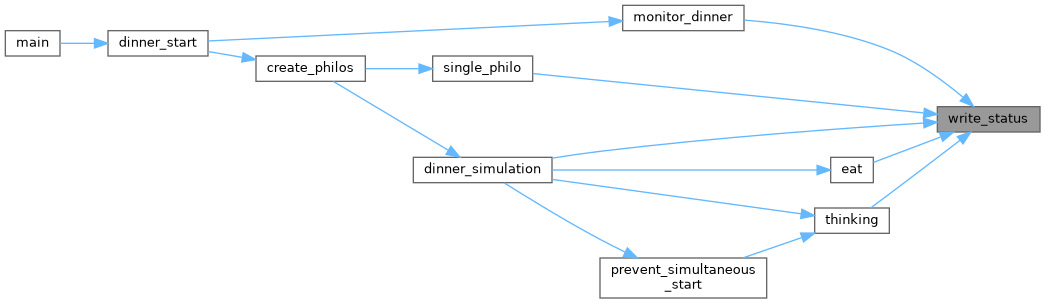 main
dinner_start
monitor_dinner
create_philos
single_philo
write_status
dinner_simulation
eat
thinking
prevent_simultaneous
_start